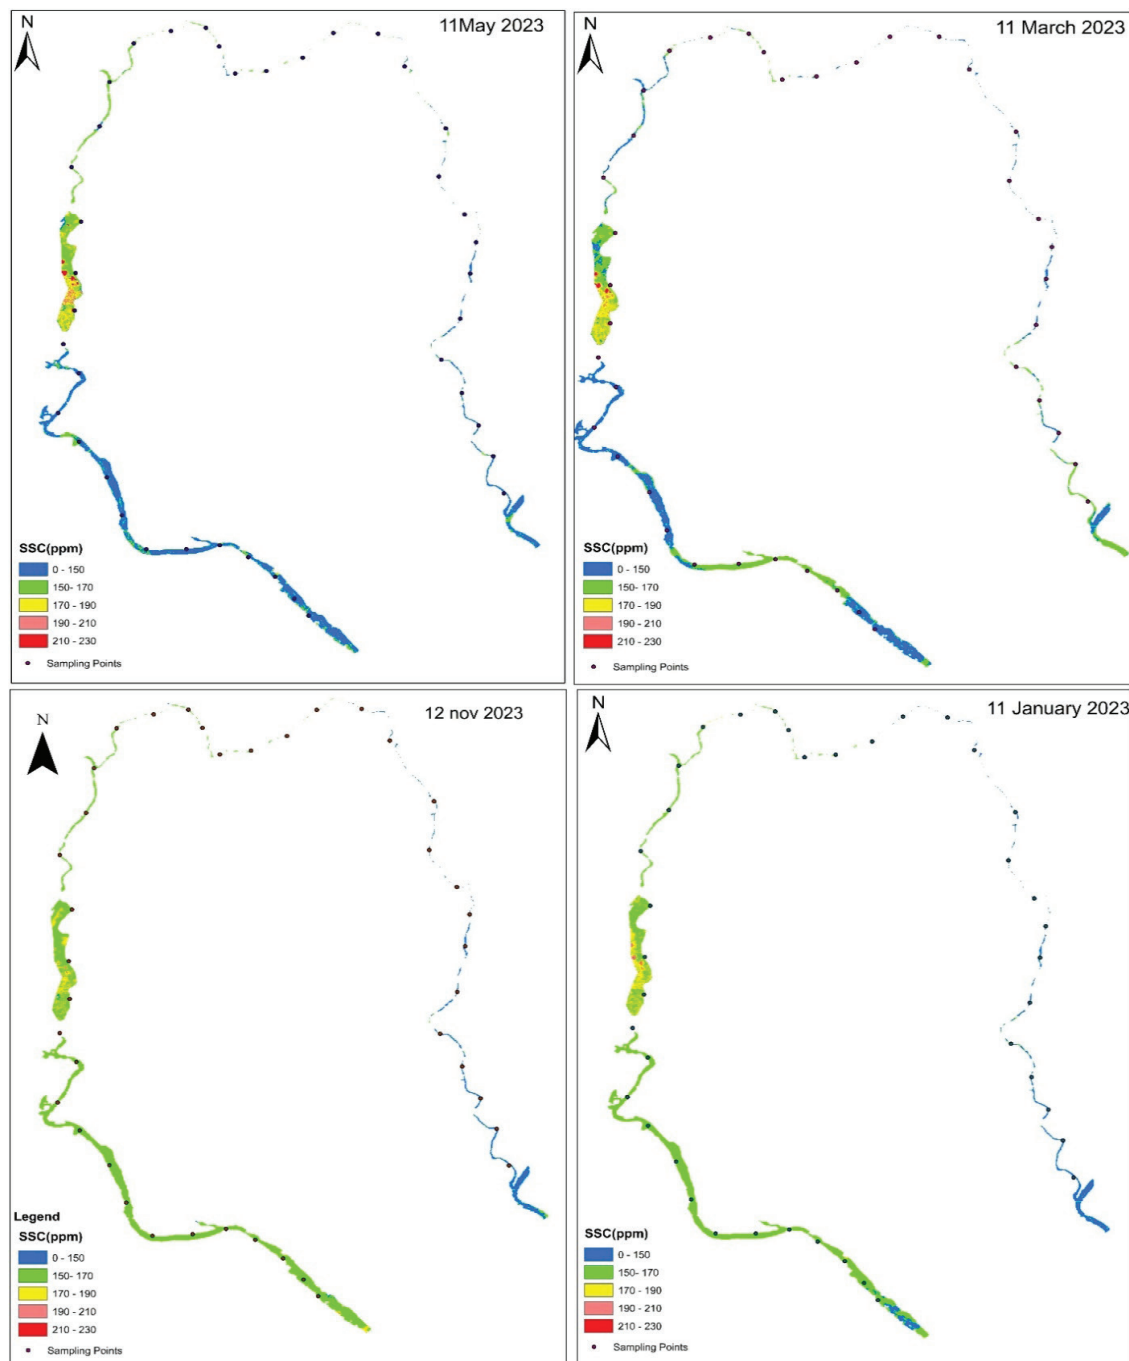 N
11May 2023
SSC(ppm)
0 - 150
150- 170
170 - 190
190 - 210
210 - 230
Sampling Points
N
11 March 2023
SSC(ppm)
0 - 150
150- 170
170 - 190
190 - 210
210 - 230
Sampling Points
N
12 nov 2023
Legend
SSC(ppm)
0 - 150
150- 170
170 - 190
190 - 210
210 - 230
Sampling Points
N
11 January 2023
SSC(ppm)
0 - 150
150- 170
170 - 190
190 - 210
210 - 230
Sampling Points